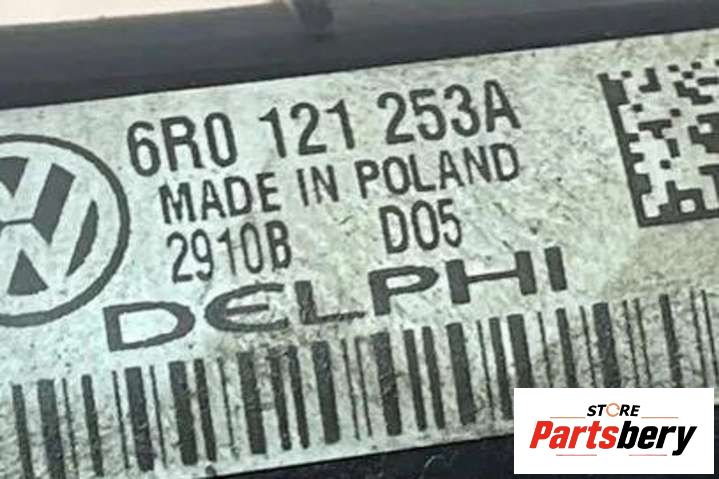 6R0 121 253A
MADE IN POLAND
2910B D05
DELPHI
STORE
Partsbery